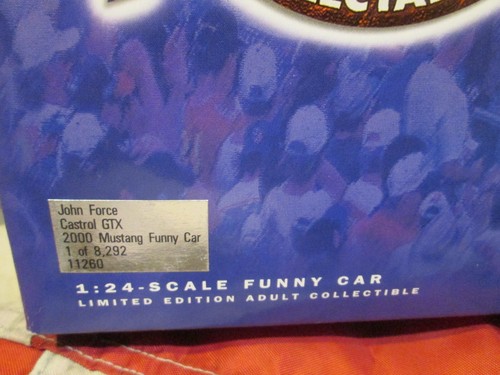 John Force
Castrol GTX
2000 Mustang Funny Car
1 of 8,292
11260
1:24-SCALE FUNNY CAR
LIMITED EDITION ADULT COLLECTIBLE